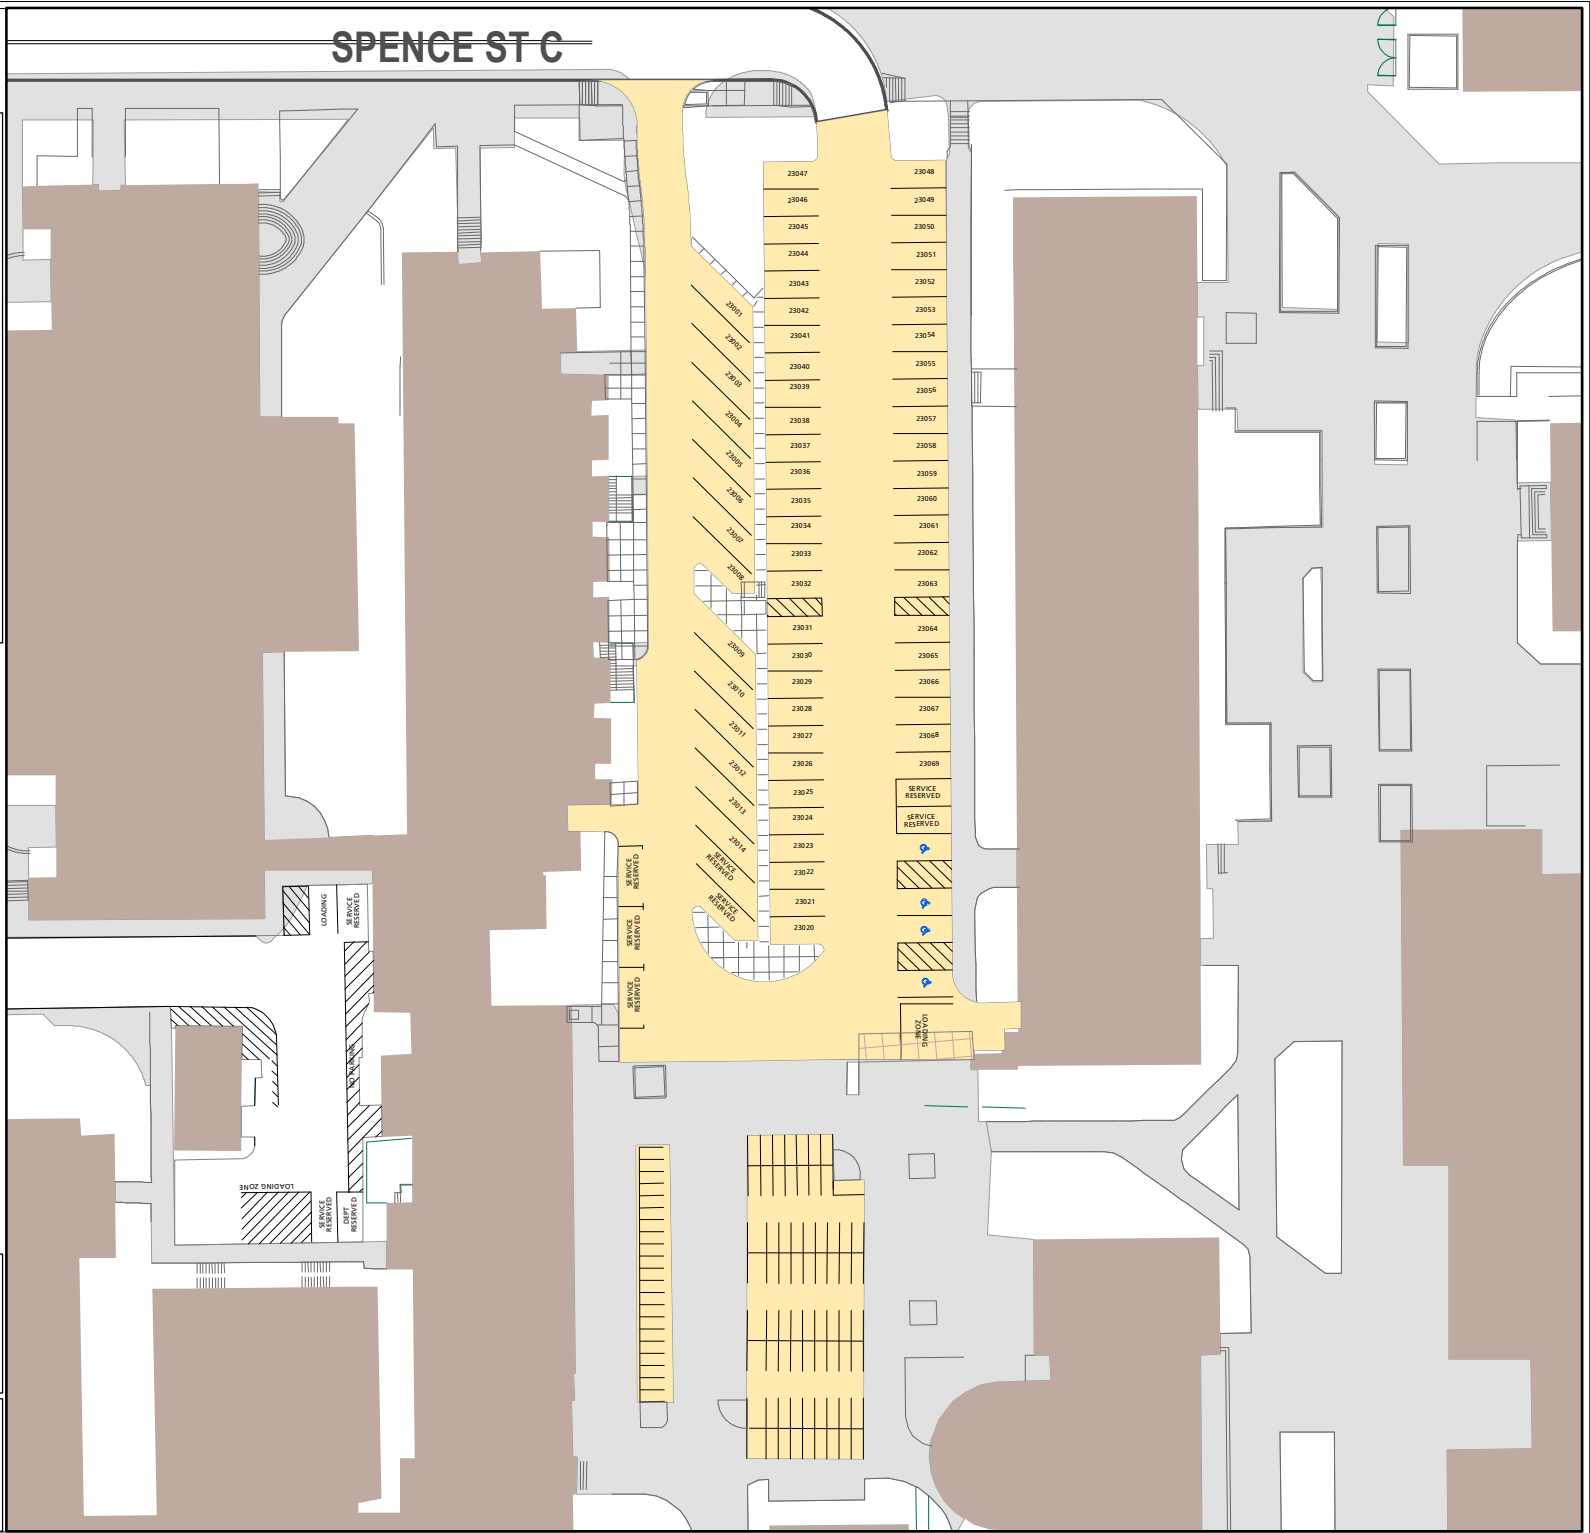 SPENCE ST C
23047
23046
23045
23044
23043
23042
23041
23040
23039
23038
23037
23036
23035
23034
23033
23032
23031
23030
23029
23028
23027
23026
23025
23024
23023
23022
23021
23020
23048
23049
23050
23051
23052
23053
23054
23055
23056
23057
23058
23059
23060
23061
23062
23063
23064
23065
23066
23067
23068
23069
SERVICE
RESERVED
SERVICE
RESERVED
LOADING
ZONE
23001
23002
23003
23004
23005
23006
23007
23008
23009
23010
23011
23012
23013
23014
SERVICE
RESERVED
SERVICE
RESERVED
SERVICE
RESERVED
SERVICE
RESERVED
SERVICE
RESERVED
LOADING
SERVICE
RESERVED
NO PARKING
LOADING ZONE
SERVICE
RESERVED
DEPT
RESERVED